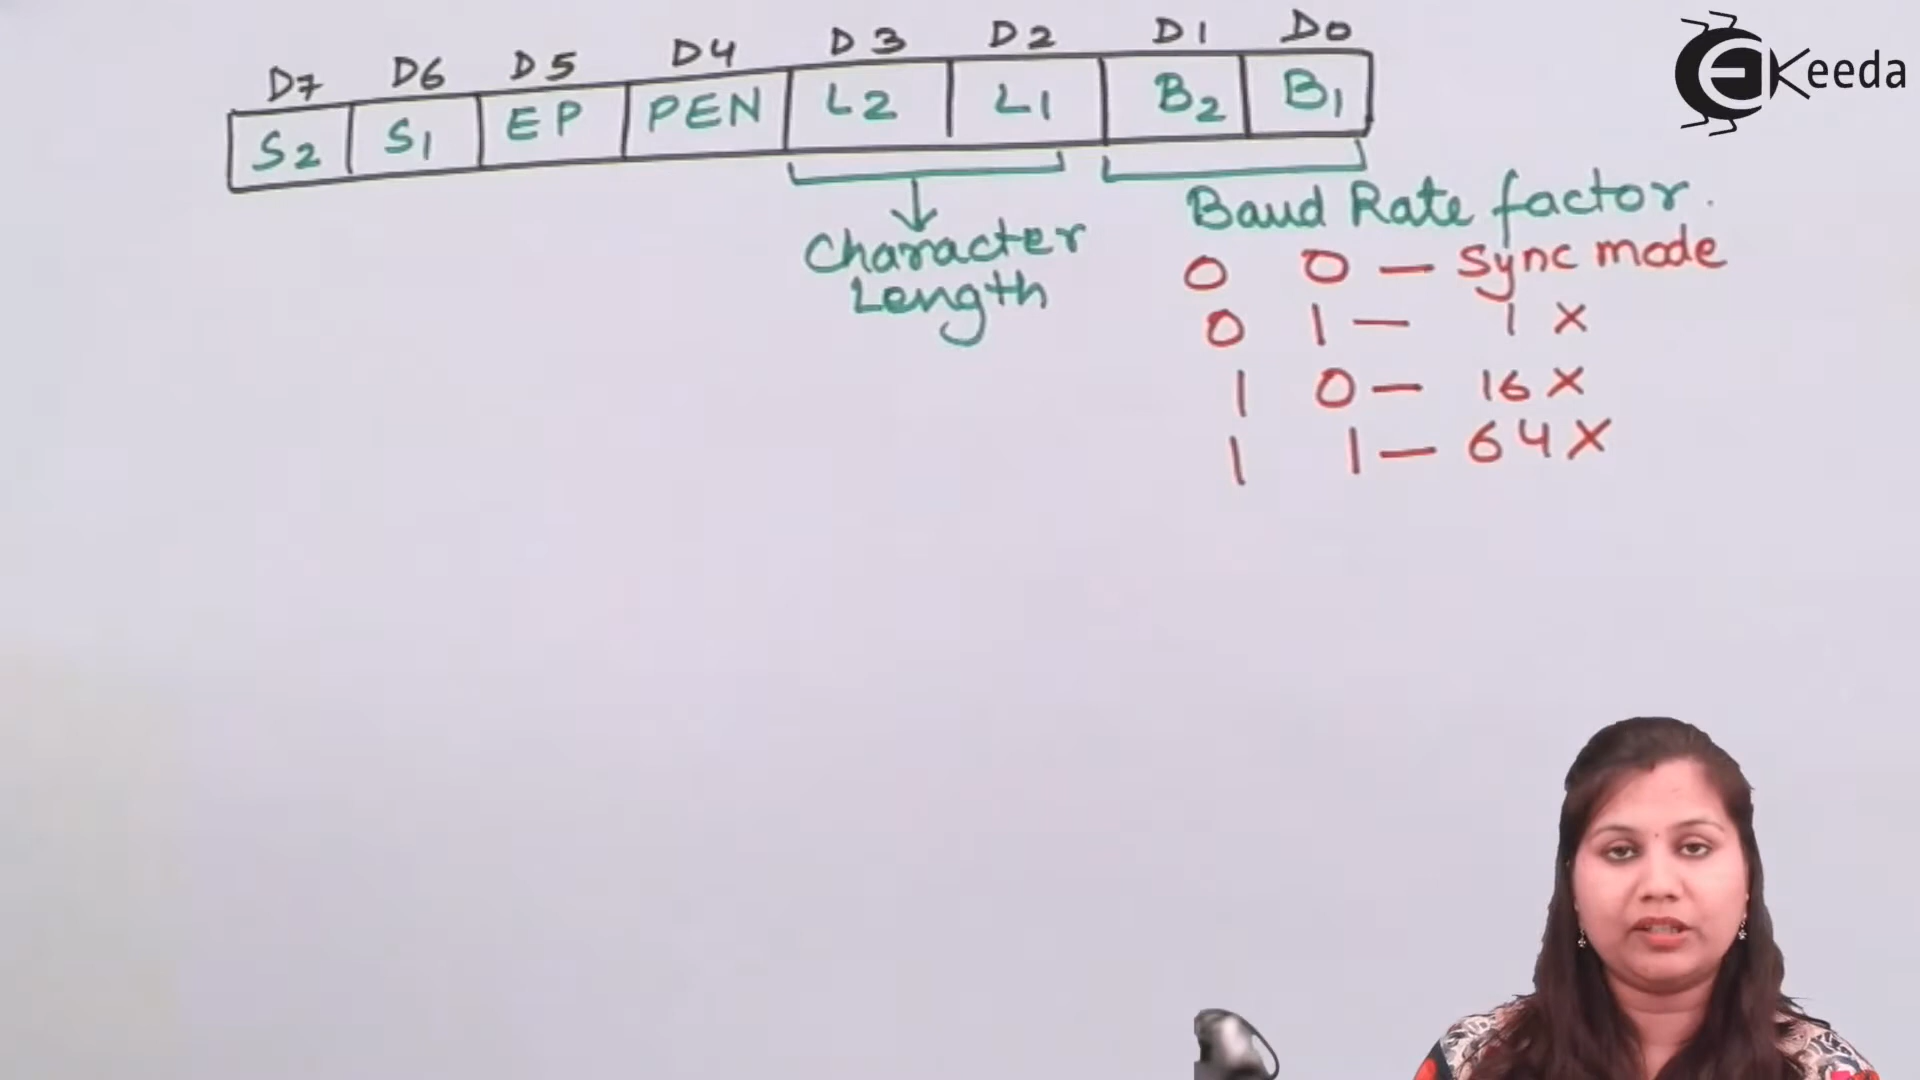 D7 D6 D5 D4 D3 D2 D1 D0
S2 S1 EP PEN L2 L1 B2 B1
Character
Length
Baud Rate factor.
0 0 — Sync mode
0 1 — 1 X
1 0 — 16 X
1 1 — 64 X
EKeeda